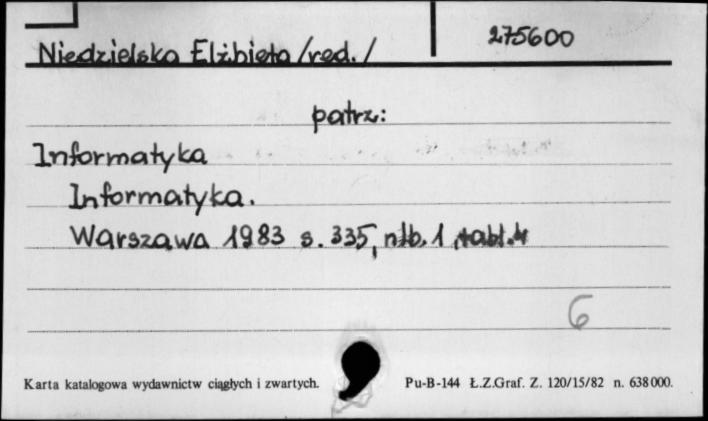 Niedzielska Elżbieta /red./
275600
patrz:
Informatyka
Informatyka.
Warszawa 1983 s. 335, nlb. 1, tabl. 4
6
Karta katalogowa wydawnictw ciągłych i zwartych.
Pu-B-144 Ł.Z.Graf. Z. 120/15/82 n. 638000.